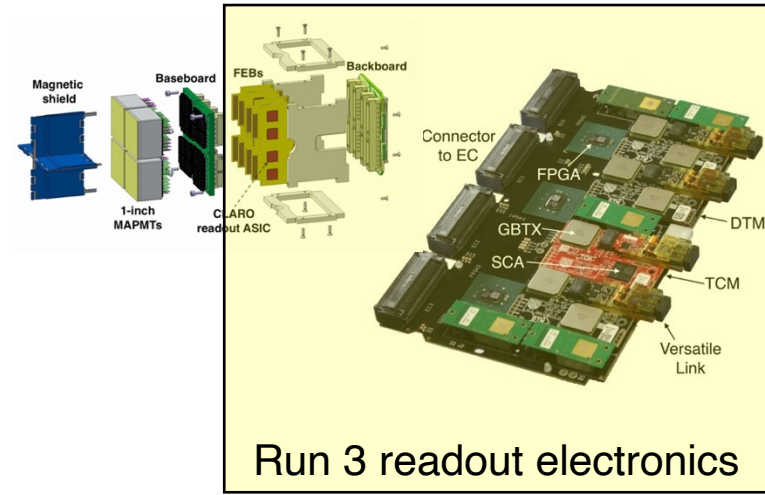 Magnetic
shield
1-inch
MAPMTs
Baseboard
FEBs
CLARO
readout ASIC
Backboard
Connector
to EC
FPGA
GBTX
SCA
DTM
TCM
Versatile
Link
Run 3 readout electronics